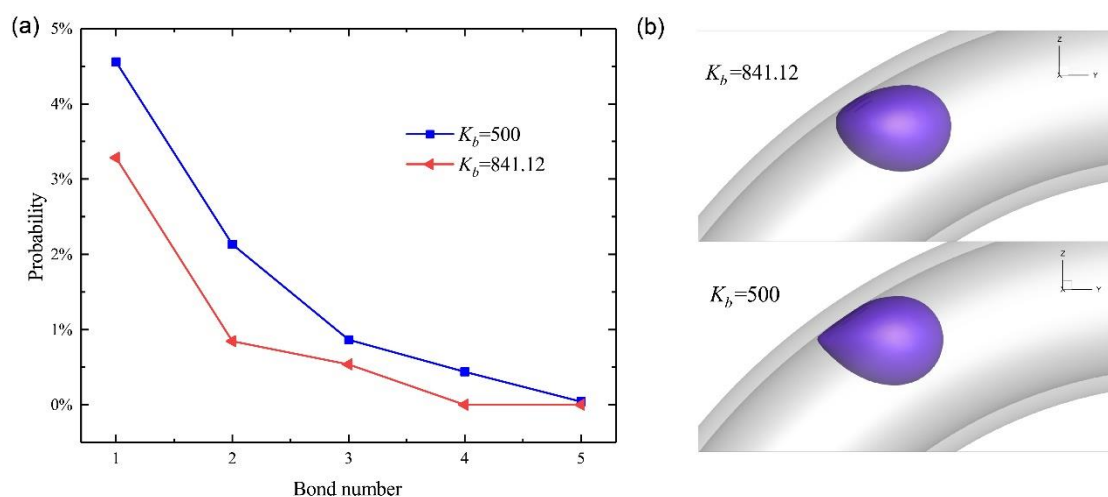 (a)
5%
4%
3%
2%
1%
0%
Probability
1 2 3 4 5
Bond number
K_b=500
K_b=841.12
(b)
K_b=841.12
Z
X
Y
K_b=500
Z
X
Y